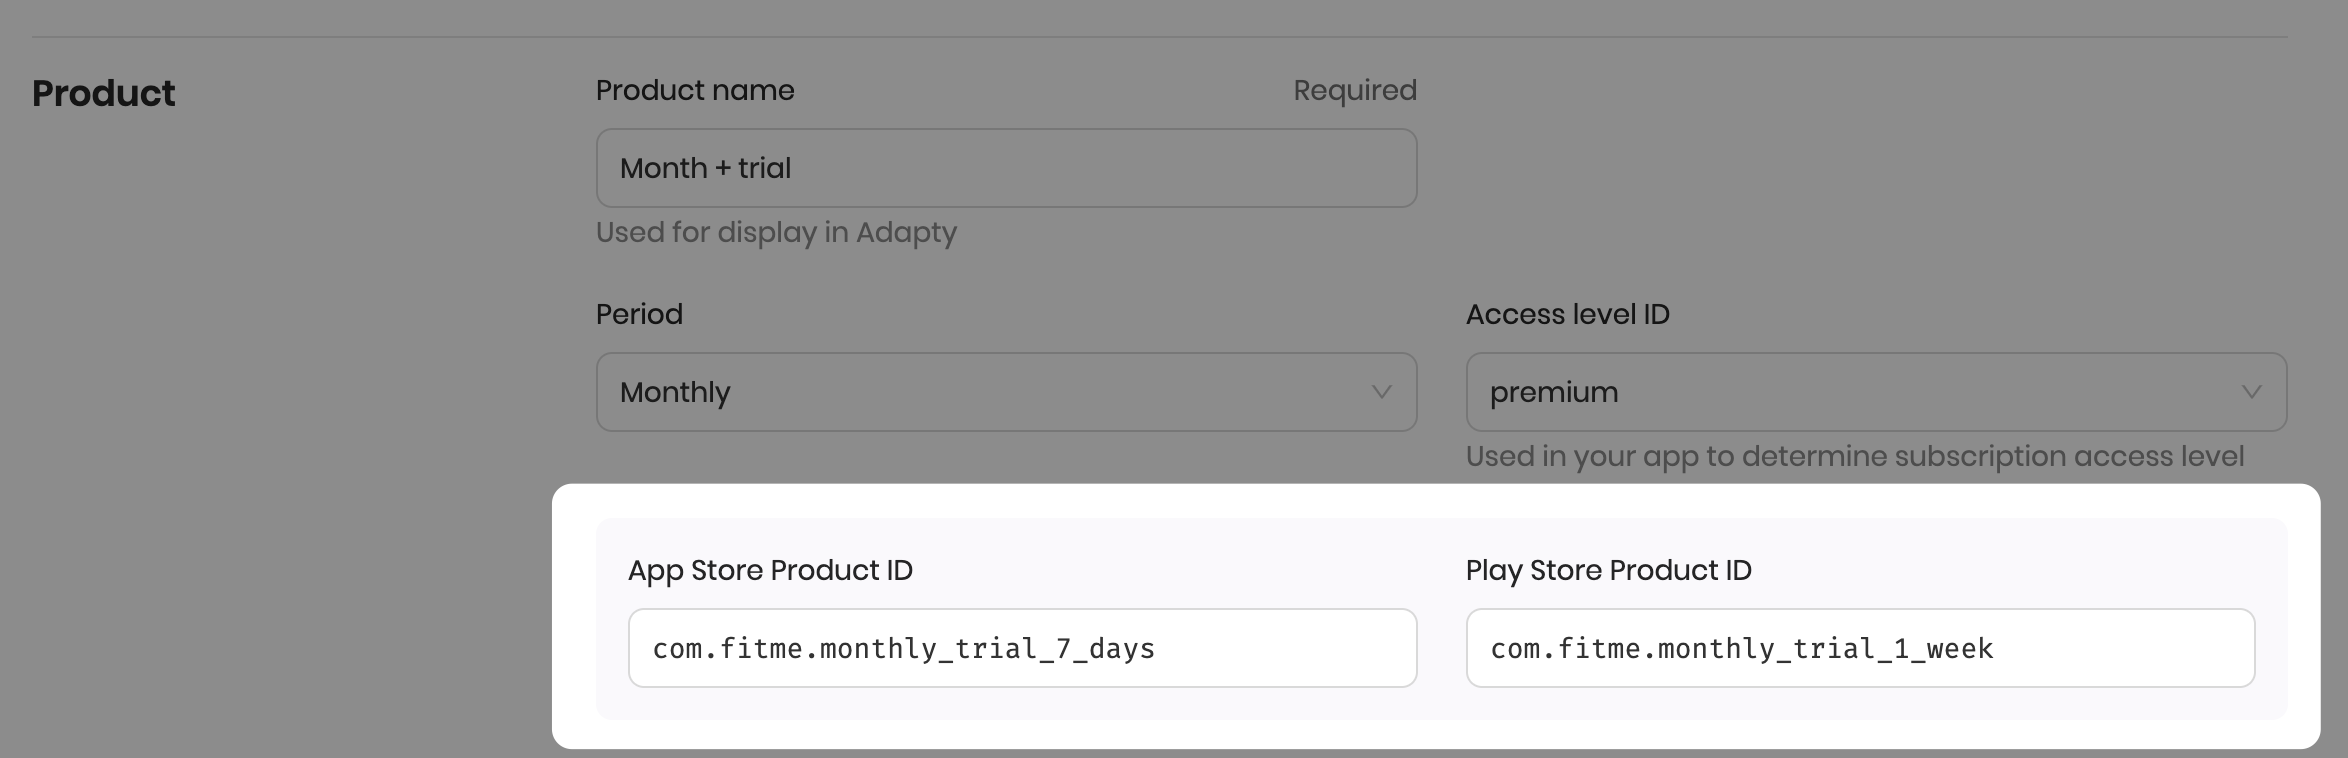 Product
Product name Required
Month + trial
Used for display in Adapty
Period Access level ID
Monthly premium
Used in your app to determine subscription access level
App Store Product ID Play Store Product ID
com.fitme.monthly_trial_7_days com.fitme.monthly_trial_1_week